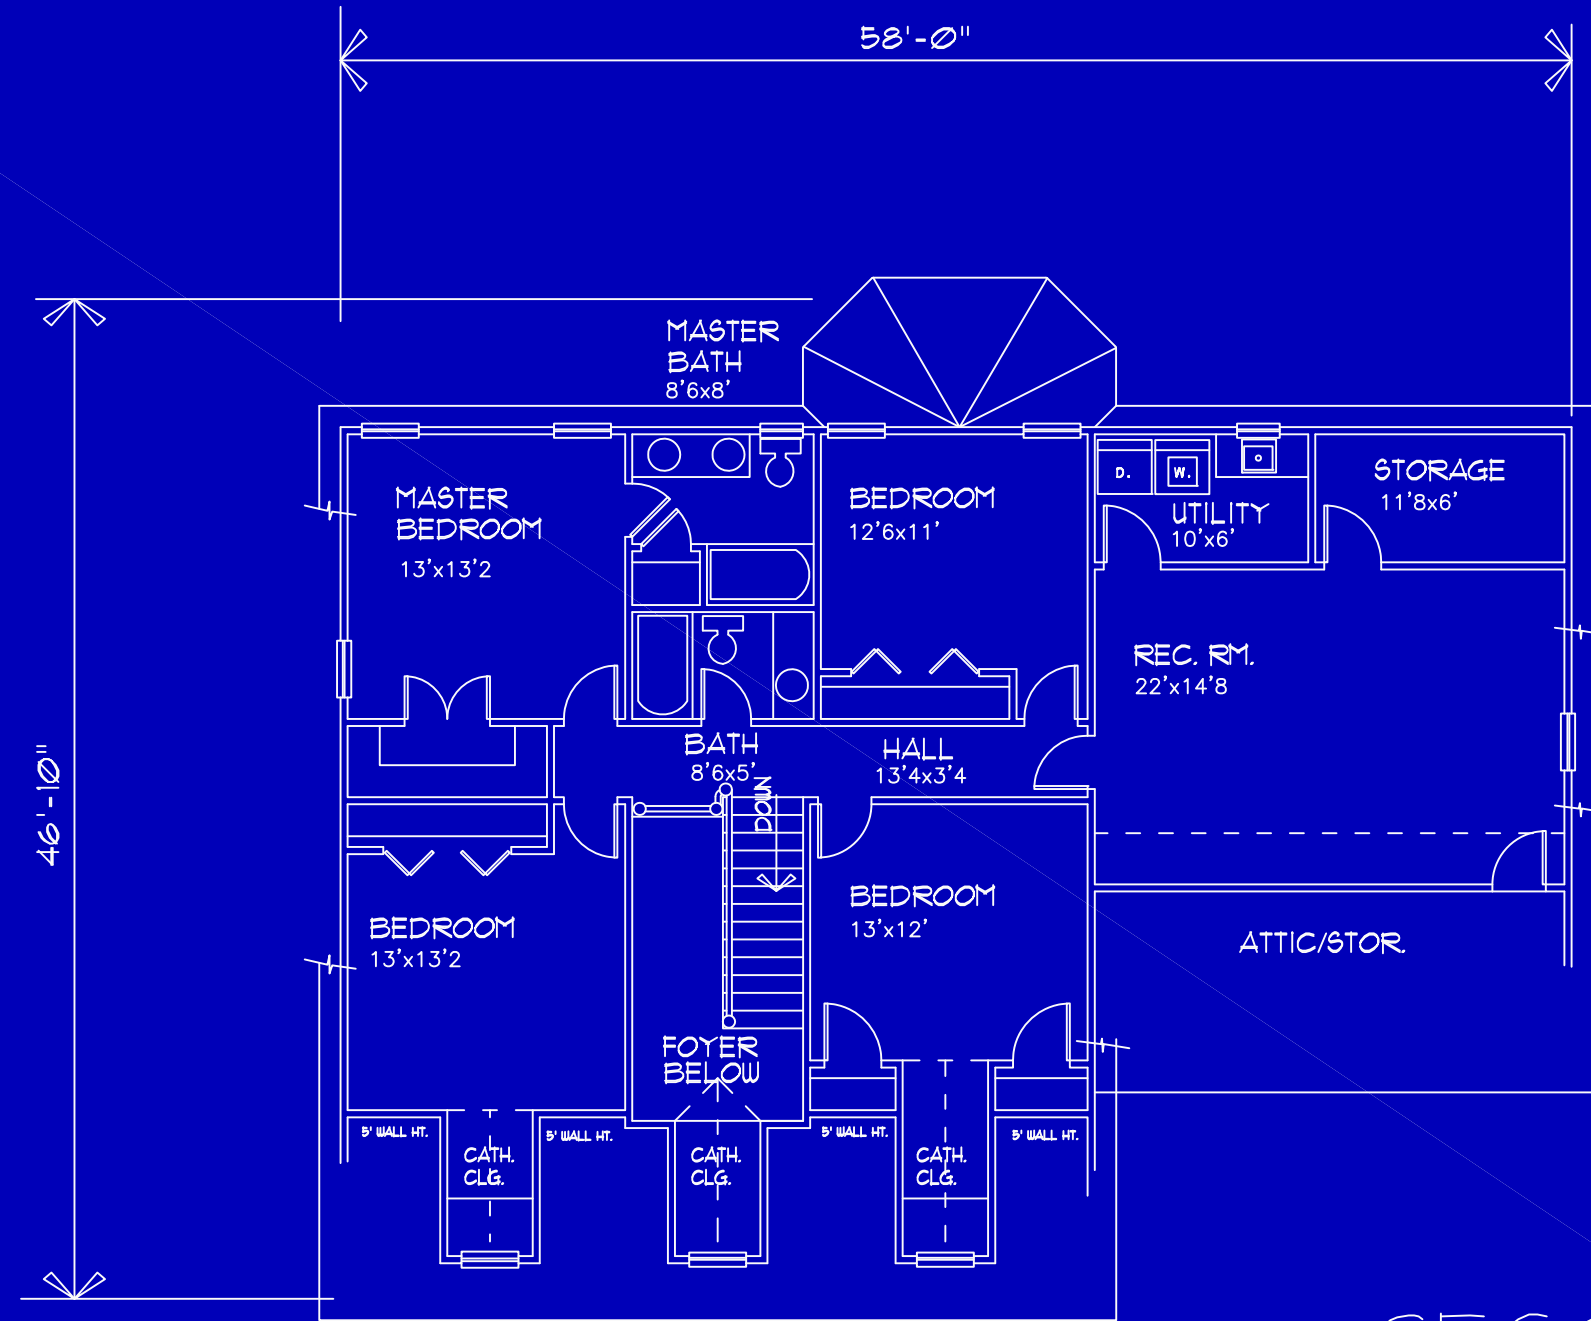 58'-0"
MASTER
BATH
8'6x8'
MASTER
BEDROOM
13'x13'2
BEDROOM
12'6x11'
D.
W.
UTILITY
10'x6'
STORAGE
11'8x6'
REC. RM.
22'x14'8
BATH
8'6x5'
HALL
13'4x3'4
DOWN
46'-10"
BEDROOM
13'x13'2
BEDROOM
13'x12'
ATTIC/STOR.
FOYER
BELOW
5' WALL HT.
5' WALL HT.
5' WALL HT.
5' WALL HT.
CATH.
CLG.
CATH.
CLG.
CATH.
CLG.